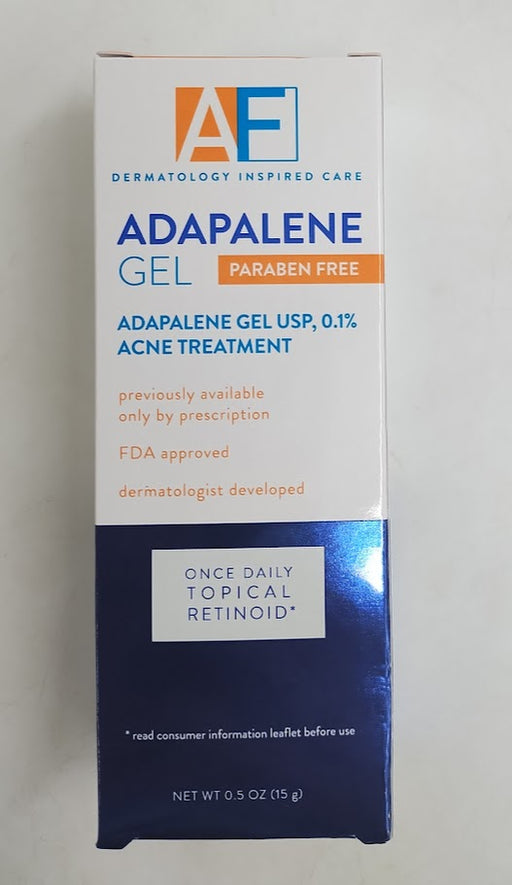 AF
DERMATOLOGY INSPIRED CARE
ADAPALENE
GEL PARABEN FREE
ADAPALENE GEL USP, 0.1%
ACNE TREATMENT
previously available
only by prescription
FDA approved
dermatologist developed
ONCE DAILY
TOPICAL
RETINOID*
* read consumer information leaflet before use
NET WT 0.5 OZ (15 g)